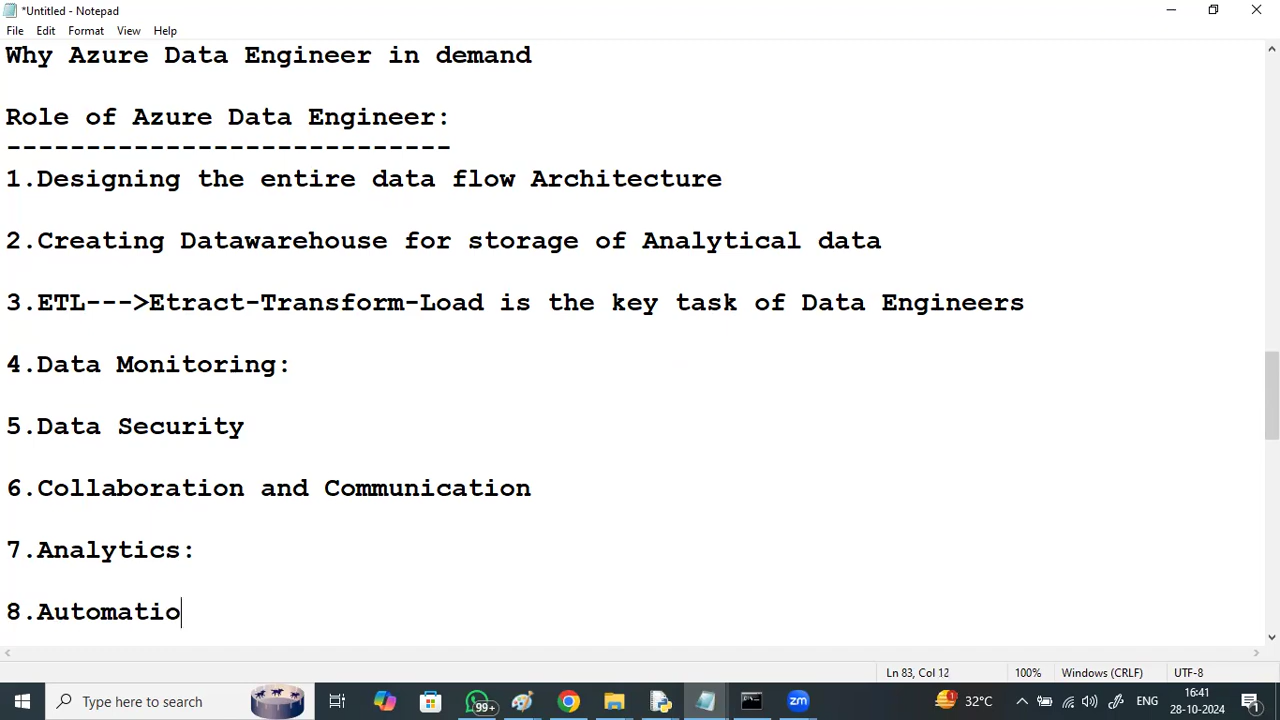 *Untitled - Notepad
File Edit Format View Help
Why Azure Data Engineer in demand
Role of Azure Data Engineer:
----------------------------
1.Designing the entire data flow Architecture
2.Creating Datawarehouse for storage of Analytical data
3.ETL--->Etract-Transform-Load is the key task of Data Engineers
4.Data Monitoring:
5.Data Security
6.Collaboration and Communication
7.Analytics:
8.Automatio
Ln 83, Col 12 100% Windows (CRLF) UTF-8
Type here to search 99+ zm 1 32°C ENG 16:41
28-10-2024 1